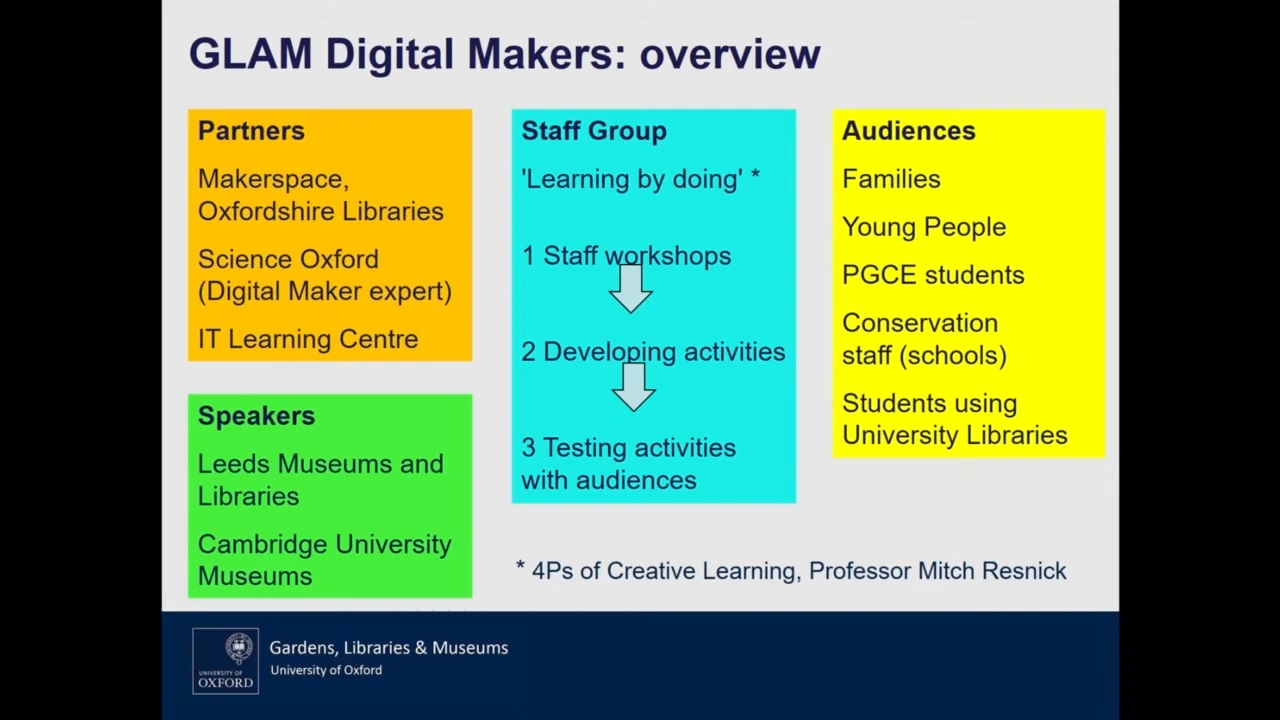 GLAM Digital Makers: overview
Partners
Makerspace,
Oxfordshire Libraries
Science Oxford
(Digital Maker expert)
IT Learning Centre
Speakers
Leeds Museums and
Libraries
Cambridge University
Museums
Staff Group
'Learning by doing' *
1 Staff workshops
2 Developing activities
3 Testing activities
with audiences
Audiences
Families
Young People
PGCE students
Conservation
staff (schools)
Students using
University Libraries
* 4Ps of Creative Learning, Professor Mitch Resnick
UNIVERSITY OF
OXFORD
Gardens, Libraries & Museums
University of Oxford